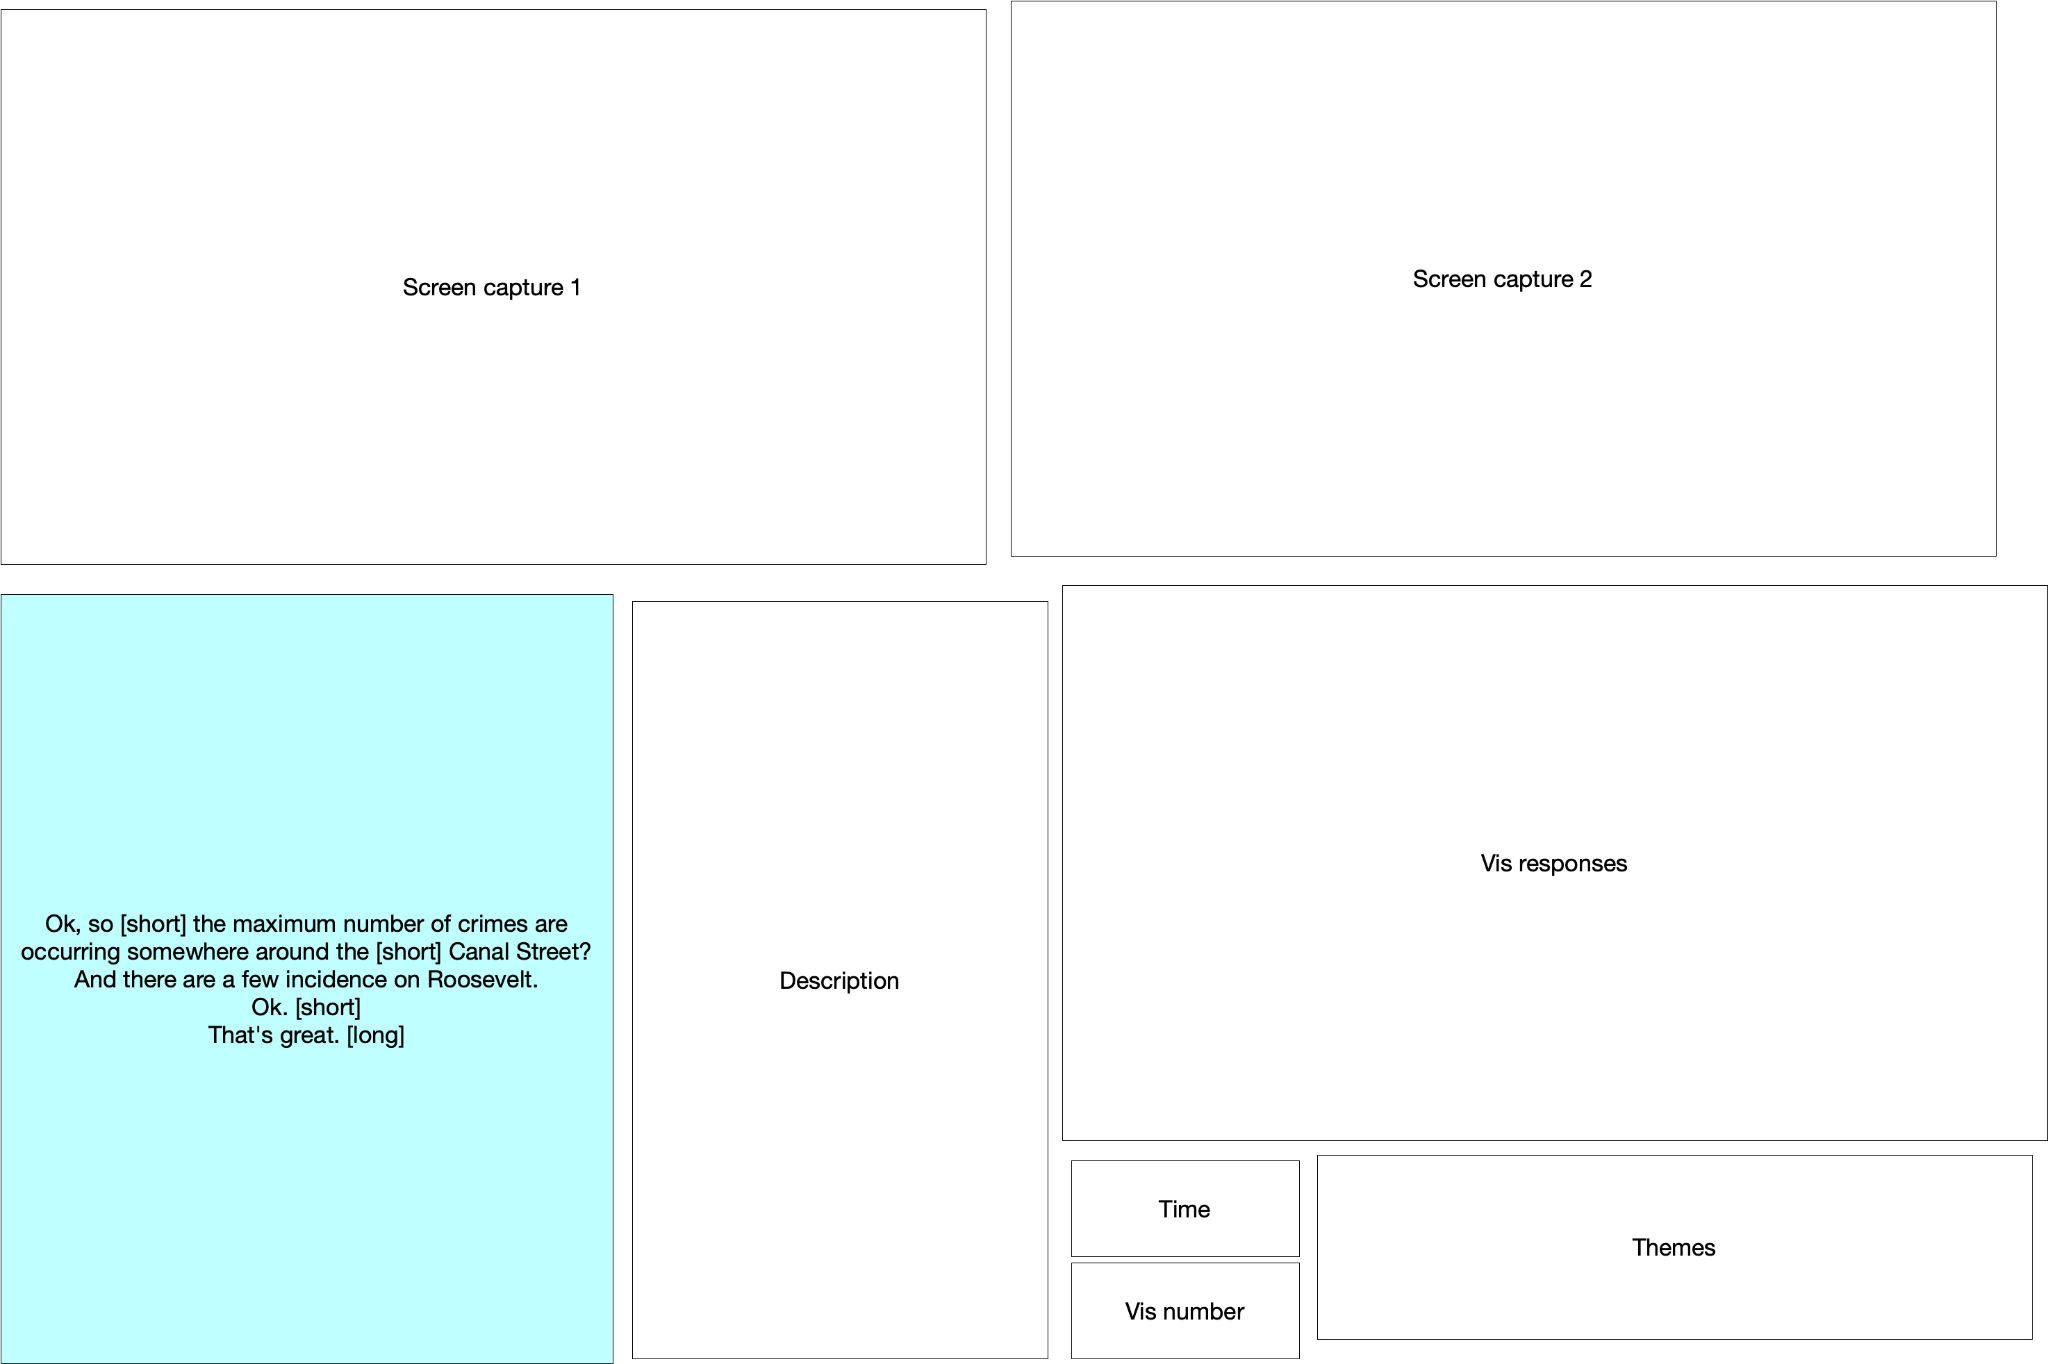 Screen capture 1
Screen capture 2
Ok, so [short] the maximum number of crimes are
occurring somewhere around the [short] Canal Street?
And there are a few incidence on Roosevelt.
Ok. [short]
That's great. [long]
Description
Vis responses
Time
Vis number
Themes